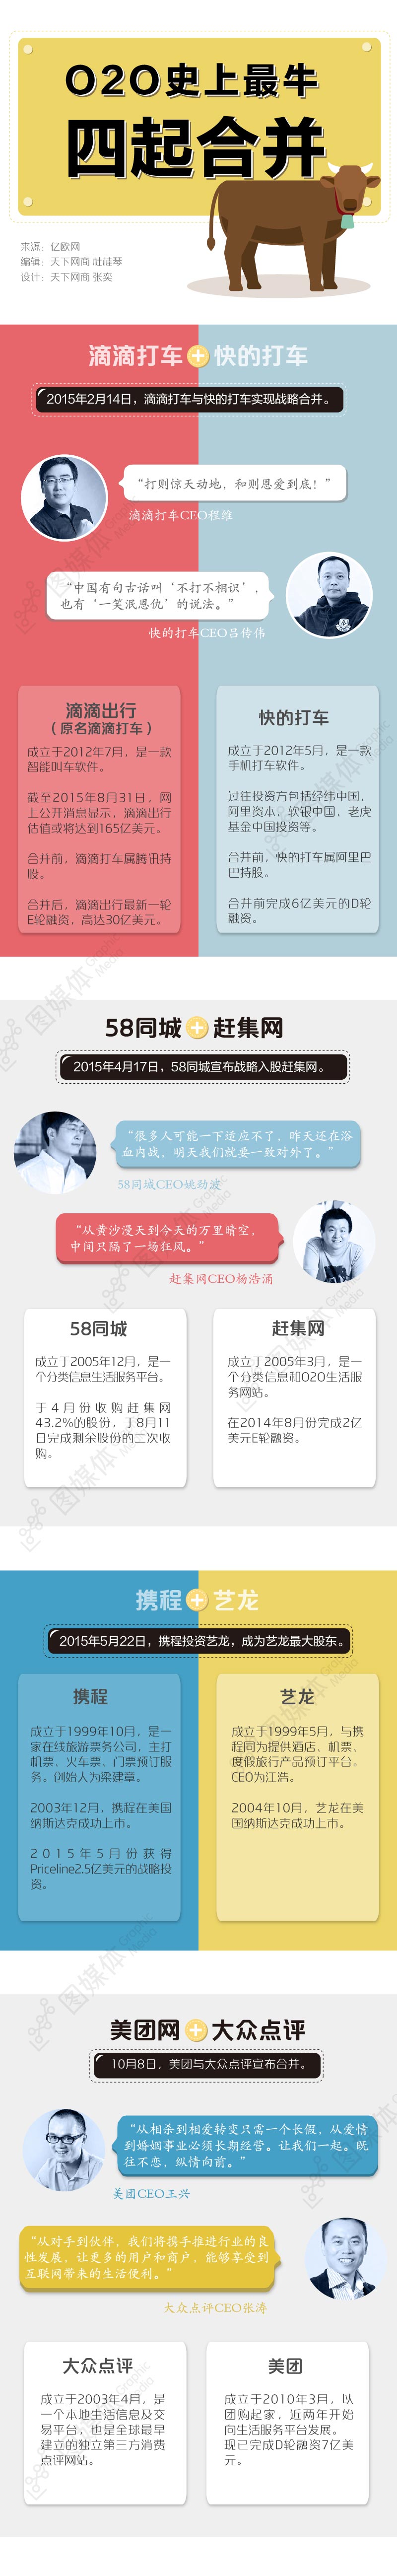 O2O史上最牛
四起合并
来源：亿欧网
编辑：天下网商 杜桂琴
设计：天下网商 张奕
滴滴打车+快的打车
2015年2月14日，滴滴打车与快的打车实现战略合并。
“打则惊天动地，和则恩爱到底！”
滴滴打车CEO程维
“中国有句古话叫‘不打不相识’，
也有‘一笑泯恩仇’的说法。”
快的打车CEO吕传伟
滴滴出行
（原名滴滴打车）
成立于2012年7月，是一款
智能叫车软件。
截至2015年8月31日，网
上公开消息显示，滴滴出行
估值或将达到165亿美元。
合并前，滴滴打车属腾讯持
股。
合并后，滴滴出行最新一轮
E轮融资，高达30亿美元。
快的打车
成立于2012年5月，是一款
手机打车软件。
过往投资方包括经纬中国，
阿里资本，软银中国，老虎
基金中国投资等。
合并前，快的打车属阿里巴
巴持股。
合并前完成6亿美元的D轮
融资。
58同城+赶集网
2015年4月17日，58同城宣布战略入股赶集网。
“很多人可能一下适应不了，昨天还在浴
血内战，明天我们就要一致对外了。”
58同城CEO姚劲波
“从黄沙漫天到今天的万里晴空，
中间只隔了一场狂风。”
赶集网CEO杨浩涌
58同城
成立于2005年12月，是一
个分类信息生活服务平台。
于4月份收购赶集网
43.2%的股份，于8月11
日完成剩余股份的二次收
购。
赶集网
成立于2005年3月，是一
个分类信息和O2O生活服
务网站。
在2014年8月份完成2亿
美元E轮融资。
携程+艺龙
2015年5月22日，携程投资艺龙，成为艺龙最大股东。
携程
成立于1999年10月，是一
家在线旅游票务公司，主打
机票、火车票、门票预订服
务。创始人为梁建章。
2003年12月，携程在美国
纳斯达克成功上市。
2015年5月份获得
Priceline2.5亿美元的战略投
资。
艺龙
成立于1999年5月，与携
程同为提供酒店、机票、
度假旅行产品预订平台。
CEO为江浩。
2004年10月，艺龙在美
国纳斯达克成功上市。
美团网+大众点评
10月8日，美团与大众点评宣布合并。
“从相杀到相爱转变只需一个长假，从爱情
到婚姻事业必须长期经营。让我们一起。既
往不恋，纵情向前。”
美团CEO王兴
“从对手到伙伴，我们将携手推进行业的良
性发展，让更多的用户和商户，能够享受到
互联网带来的生活便利。”
大众点评CEO张涛
大众点评
成立于2003年4月，是
一个本地生活信息及交
易平台，也是全球最早
建立的独立第三方消费
点评网站。
美团
成立于2010年3月，以
团购起家，近两年开始
向生活服务平台发展。
现已完成D轮融资7亿美
元。
图媒体 Graphic Media